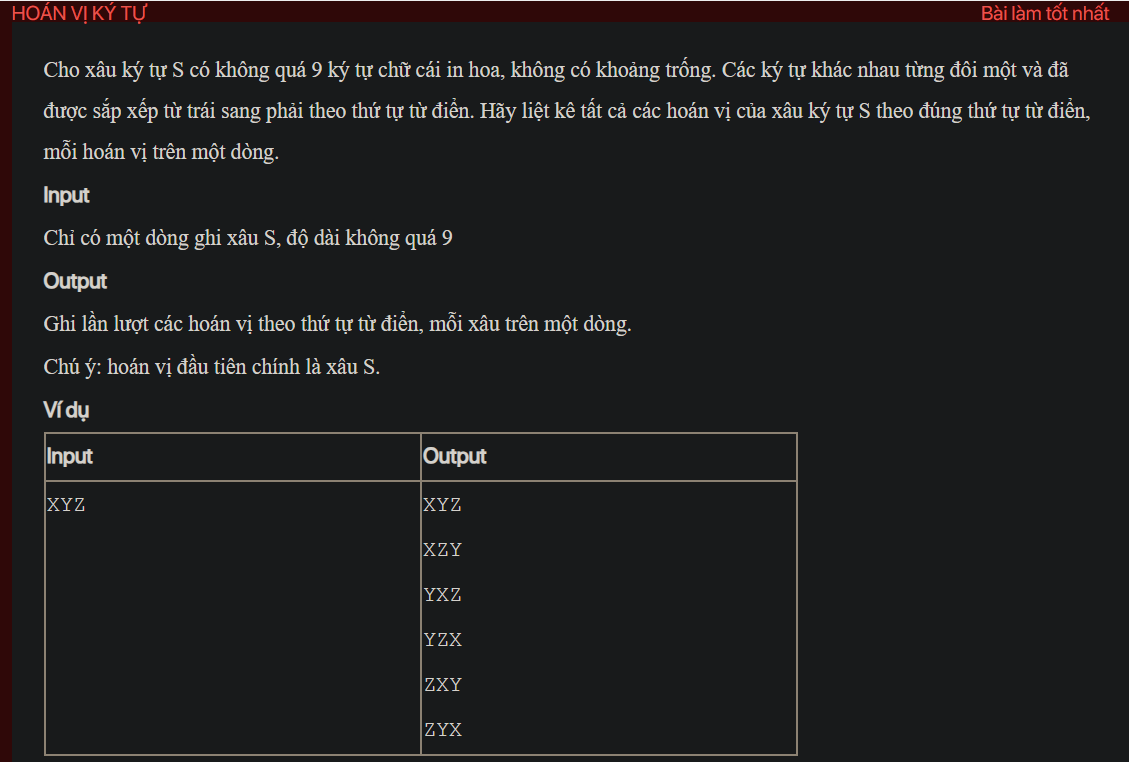 HOÁN VỊ KÝ TỰ
Bài làm tốt nhất
Cho xâu ký tự S có không quá 9 ký tự chữ cái in hoa, không có khoảng trống. Các ký tự khác nhau từng đôi một và đã
được sắp xếp từ trái sang phải theo thứ tự từ điển. Hãy liệt kê tất cả các hoán vị của xâu ký tự S theo đúng thứ tự từ điển,
mỗi hoán vị trên một dòng.
Input
Chỉ có một dòng ghi xâu S, độ dài không quá 9
Output
Ghi lần lượt các hoán vị theo thứ tự từ điển, mỗi xâu trên một dòng.
Chú ý: hoán vị đầu tiên chính là xâu S.
Ví dụ
Input
Output
XYZ
XYZ
XZY
YXZ
YZX
ZXY
ZYX